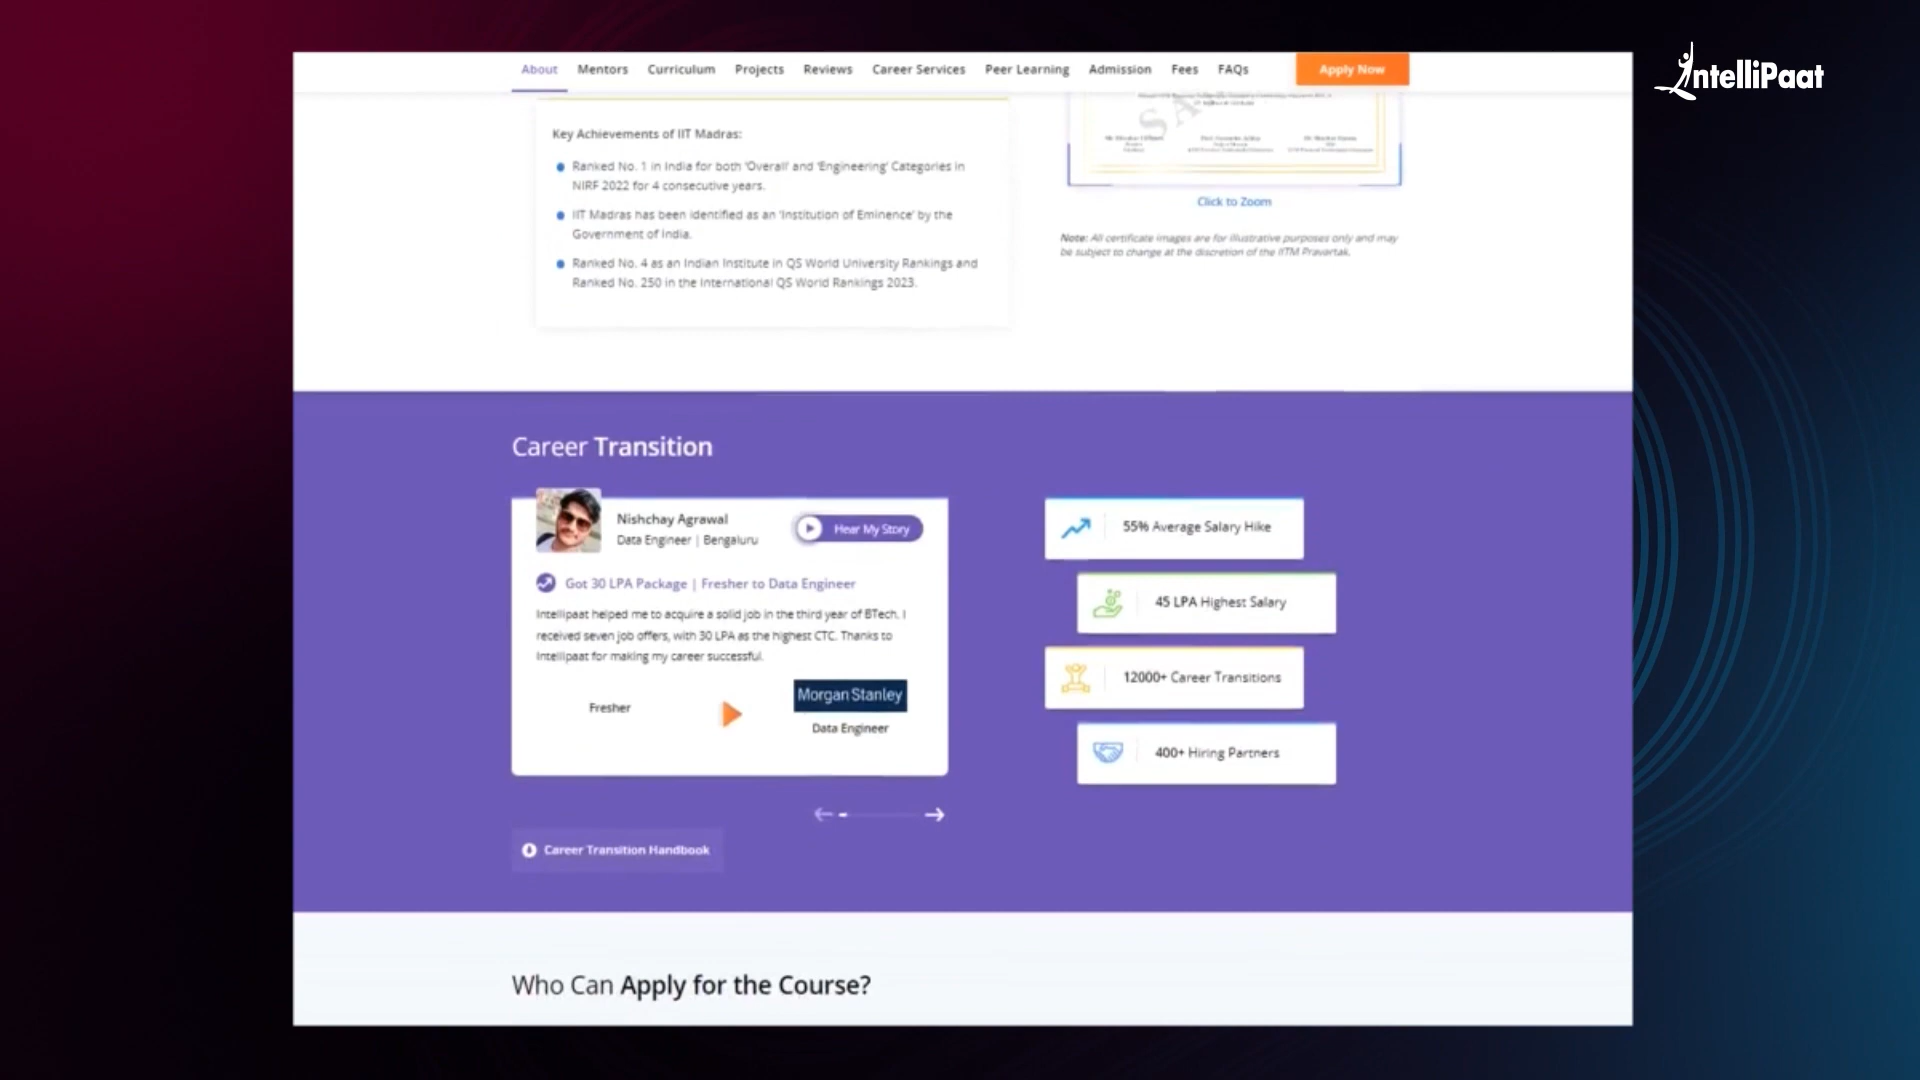 About Mentors Curriculum Projects Reviews Career Services Peer Learning Admission Fees FAQs Apply Now
IntelliPaat
Key Achievements of IIT Madras:
Ranked No. 1 in India for both 'Overall' and 'Engineering' Categories in
NIRF 2022 for 4 consecutive years.
IIT Madras has been identified as an 'Institution of Eminence' by the
Government of India.
Ranked No. 4 as an Indian Institute in QS World University Rankings and
Ranked No. 250 in the International QS World Rankings 2023.
Click to Zoom
Note: All certificate images are for illustrative purposes only and may
be subject to change at the discretion of the IITM Pravartak.
Career Transition
Nishchay Agrawal
Data Engineer | Bengaluru
Hear My Story
Got 30 LPA Package | Fresher to Data Engineer
Intellipaat helped me to acquire a solid job in the third year of BTech. I
received seven job offers, with 30 LPA as the highest CTC. Thanks to
Intellipaat for making my career successful.
Fresher
Morgan Stanley
Data Engineer
55% Average Salary Hike
45 LPA Highest Salary
12000+ Career Transitions
400+ Hiring Partners
Career Transition Handbook
Who Can Apply for the Course?